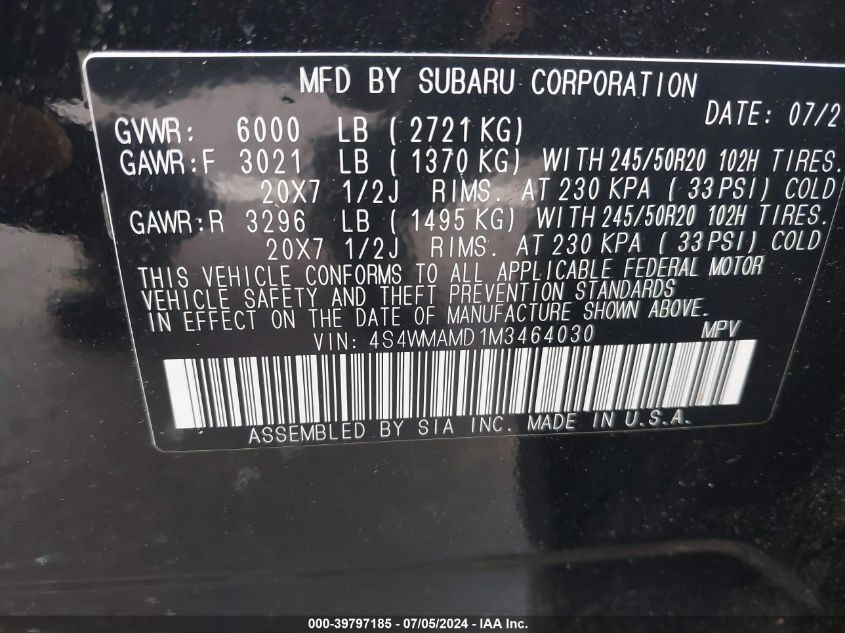 MFD BY SUBARU CORPORATION
DATE: 07/2
GVWR: 6000 LB ( 2721 KG)
GAWR:F 3021 LB ( 1370 KG) WITH 245/50R20 102H TIRES.
20X7 1/2J RIMS. AT 230 KPA ( 33 PSI) COLD
GAWR:R 3296 LB ( 1495 KG) WITH 245/50R20 102H TIRES.
20X7 1/2J RIMS. AT 230 KPA ( 33 PSI) COLD
THIS VEHICLE CONFORMS TO ALL APPLICABLE FEDERAL MOTOR
VEHICLE SAFETY AND THEFT PREVENTION STANDARDS
IN EFFECT ON THE DATE OF MANUFACTURE SHOWN ABOVE.
VIN: 4S4WMAMD1M3464030 MPV
ASSEMBLED BY SIA INC. MADE IN U.S.A.
000-39797185 - 07/05/2024 - © IAA Inc.